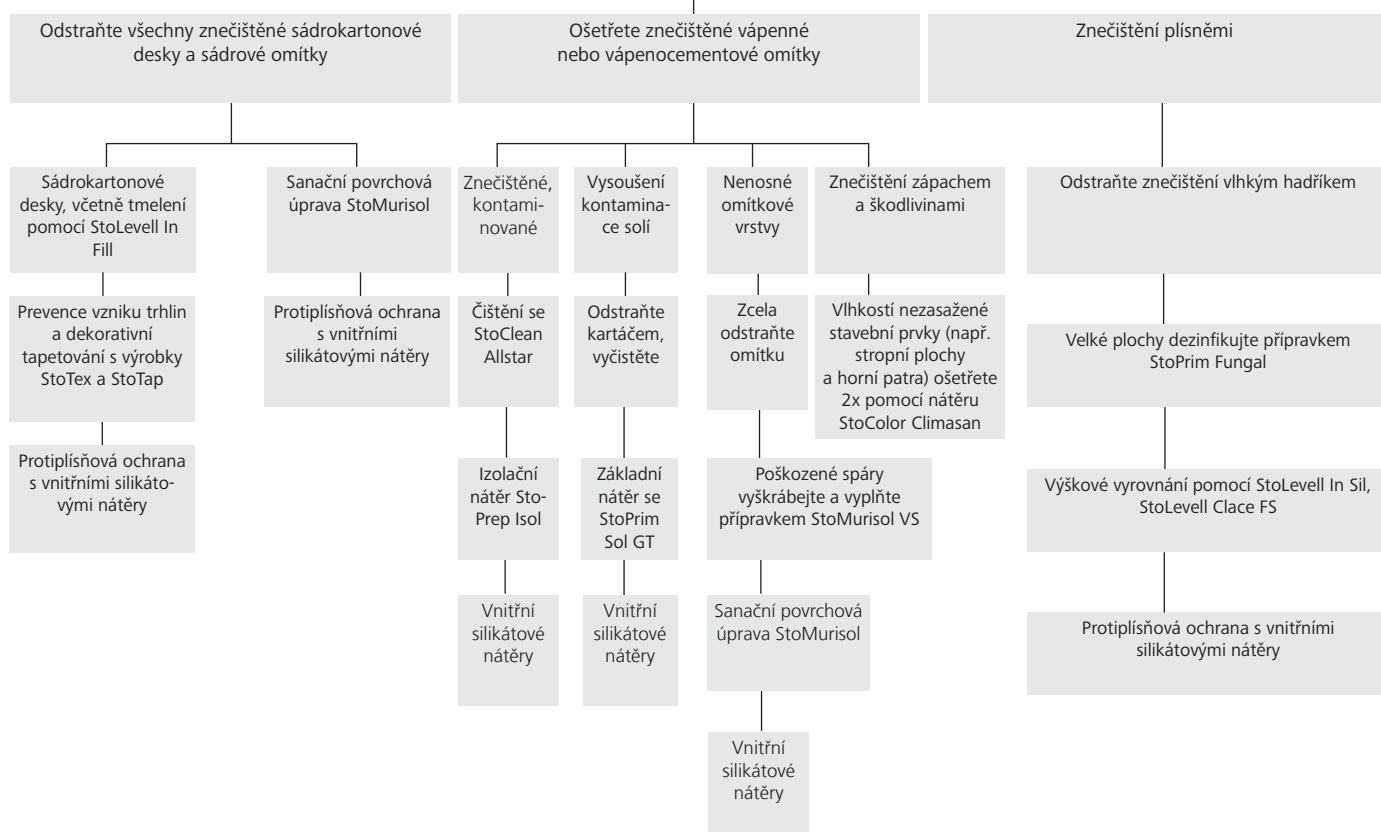 Odstraňte všechny znečištěné sádrokartonové
desky a sádrové omítky
Ošetřete znečištěné vápenné
nebo vápenocementové omítky
Znečištění plísněmi
Sádrokartonové
desky, včetně tmelení
pomocí StoLevell In
Fill
Sanační povrchová
úprava StoMurisol
Znečištěné,
kontami-
nované
Vysoušení
kontamina-
ce solí
Nenosné
omítkové
vrstvy
Znečištění zápachem
a škodlivinami
Odstraňte znečištění vlhkým hadříkem
Prevence vzniku trhlin
a dekorativní
tapetování s výrobky
StoTex a StoTap
Protiplísňová ochrana
s vnitřními
silikátovými nátěry
Čištění se
StoClean
Allstar
Odstraňte
kartáčem,
vyčistěte
Zcela
odstraňte
omítku
Vlhkostí nezasažené
stavební prvky (např.
stropní plochy
a horní patra) ošetřete
2x pomocí nátěru
StoColor Climasan
Velké plochy dezinfikujte přípravkem
StoPrim Fungal
Protiplísňová ochrana
s vnitřními silikáto-
vými nátěry
Izolační
nátěr Sto-
Prep Isol
Základní
nátěr se
StoPrim
Sol GT
Poškozené spáry
vyškrábejte a vyplňte
přípravkem StoMurisol VS
Výškové vyrovnání pomocí StoLevell In Sil,
StoLevell Clace FS
Vnitřní
silikátové
nátěry
Vnitřní
silikátové
nátěry
Sanační povrchová
úprava StoMurisol
Protiplísňová ochrana s vnitřními
silikátovými nátěry
Vnitřní
silikátové
nátěry